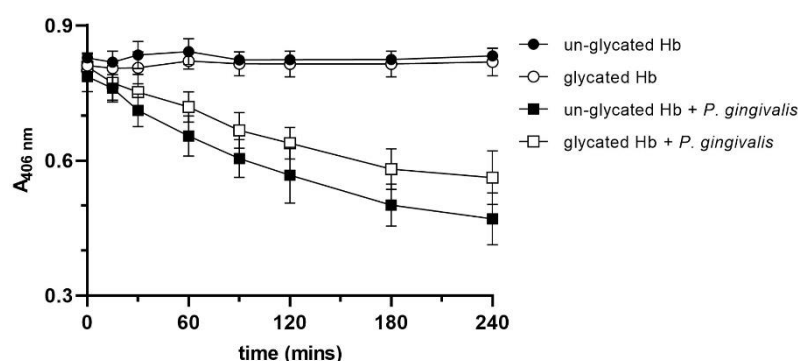 0.9
un-glycated Hb
glycated Hb
un-glycated Hb + P. gingivalis
glycated Hb + P. gingivalis
A406 nm
0.6
0.3
0 60 120 180 240
time (mins)